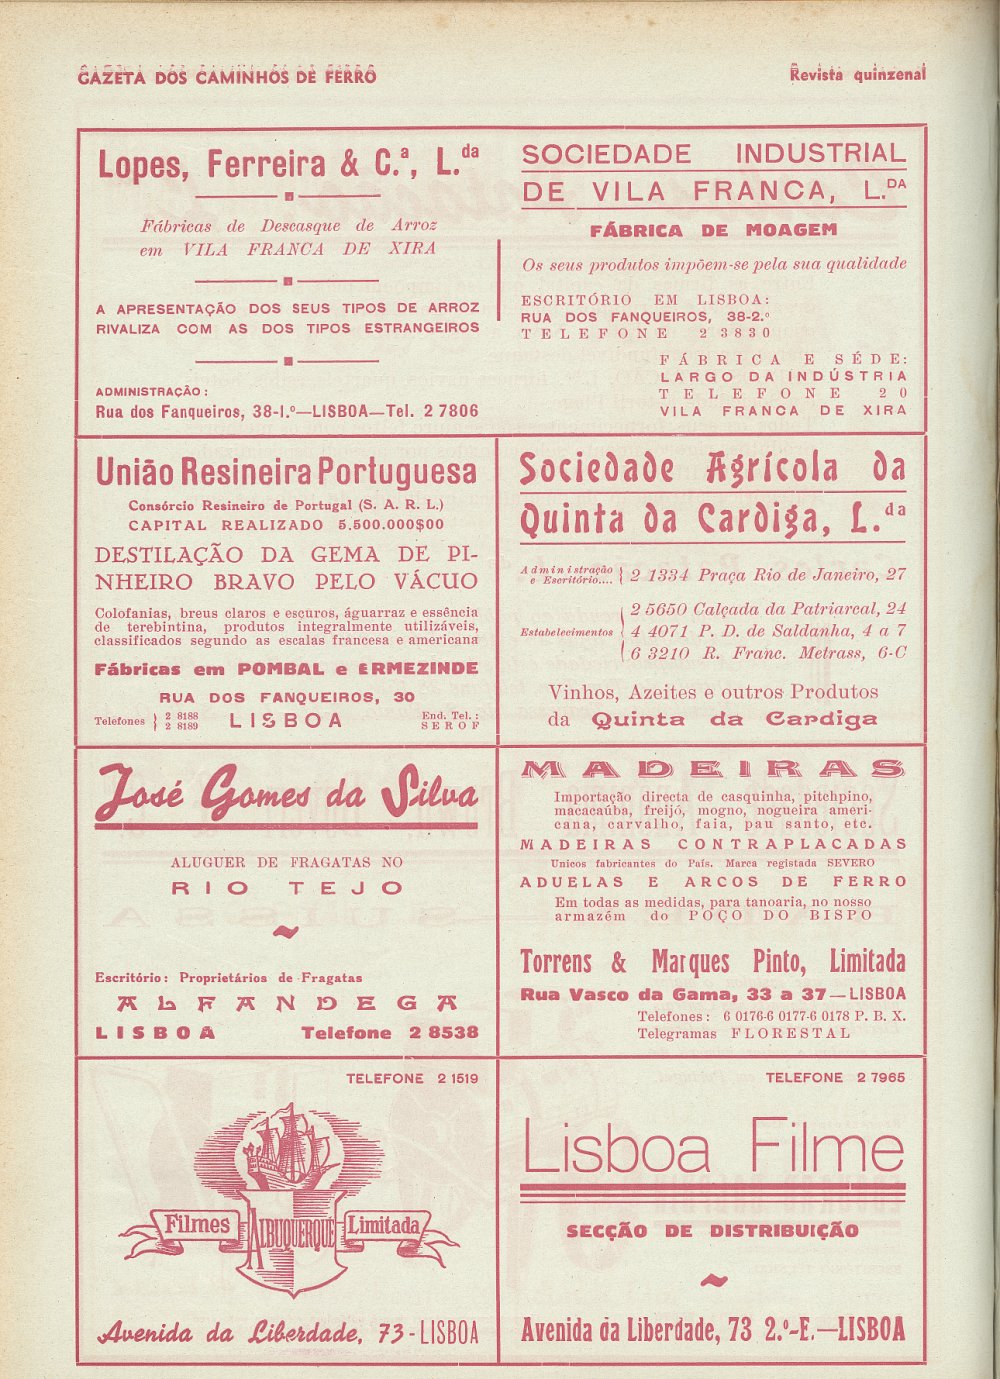 GAZETA DOS CAMINHOS DE FERRO
Revista quinzenal
Lopes, Ferreira & C.ª, L.da
Fábricas de Descasque de Arroz
em VILA FRANCA DE XIRA
A APRESENTAÇÃO DOS SEUS TIPOS DE ARROZ
RIVALIZA COM AS DOS TIPOS ESTRANGEIROS
ADMINISTRAÇÃO:
Rua dos Fanqueiros, 38-1.º—LISBOA—Tel. 2 7806
SOCIEDADE INDUSTRIAL
DE VILA FRANCA, L.DA
FÁBRICA DE MOAGEM
Os seus produtos impõem-se pela sua qualidade
ESCRITÓRIO EM LISBOA:
RUA DOS FANQUEIROS, 38-2.º
TELEFONE 23830
FÁBRICA E SÉDE:
LARGO DA INDÚSTRIA
TELEFONE 20
VILA FRANCA DE XIRA
União Resineira Portuguesa
Consórcio Resineiro de Portugal (S. A. R. L.)
CAPITAL REALIZADO 5.500.000$00
DESTILAÇÃO DA GEMA DE PI-
NHEIRO BRAVO PELO VÁCUO
Colofanias, breus claros e escuros, águarraz e essência
de terebintina, produtos integralmente utilizáveis,
classificados segundo as escalas francesa e americana
Fábricas em POMBAL e ERMEZINDE
RUA DOS FANQUEIROS, 30
Telefones } 2 8188
2 8189
LISBOA
End. Tel.:
SEROF
Sociedade Agrícola da
Quinta da Cardiga, L.da
Administração
e Escritório.... } 2 1334 Praça Rio de Janeiro, 27
2 5650 Calçada da Patriarcal, 24
Estabelecimentos { 4 4071 P. D. de Saldanha, 4 a 7
6 3210 R. Franc. Metrass, 6-C
Vinhos, Azeites e outros Produtos
da Quinta da Cardiga
José Gomes da Silva
ALUGUER DE FRAGATAS NO
RIO TEJO
Escritório: Proprietários de Fragatas
ALFANDEGA
LISBOA Telefone 2 8538
MADEIRAS
Importação directa de casquinha, pitchpino,
macacaúba, freijó, mogno, nogueira ameri-
cana, carvalho, faia, pau santo, etc.
MADEIRAS CONTRAPLACADAS
Unicos fabricantes do País. Marca registada SEVERO
ADUELAS E ARCOS DE FERRO
Em todas as medidas, para tanoaria, no nosso
armazém do POÇO DO BISPO
Torrens & Marques Pinto, Limitada
Rua Vasco da Gama, 33 a 37—LISBOA
Telefones: 6 0176-6 0177-6 0178 P. B. X.
Telegramas FLORESTAL
TELEFONE 2 1519
Filmes ALBUQUERQUE Limitada
Avenida da Liberdade, 73-LISBOA
TELEFONE 2 7965
Lisboa Filme
SECÇÃO DE DISTRIBUIÇÃO
Avenida da Liberdade, 73 2.º-E.—LISBOA